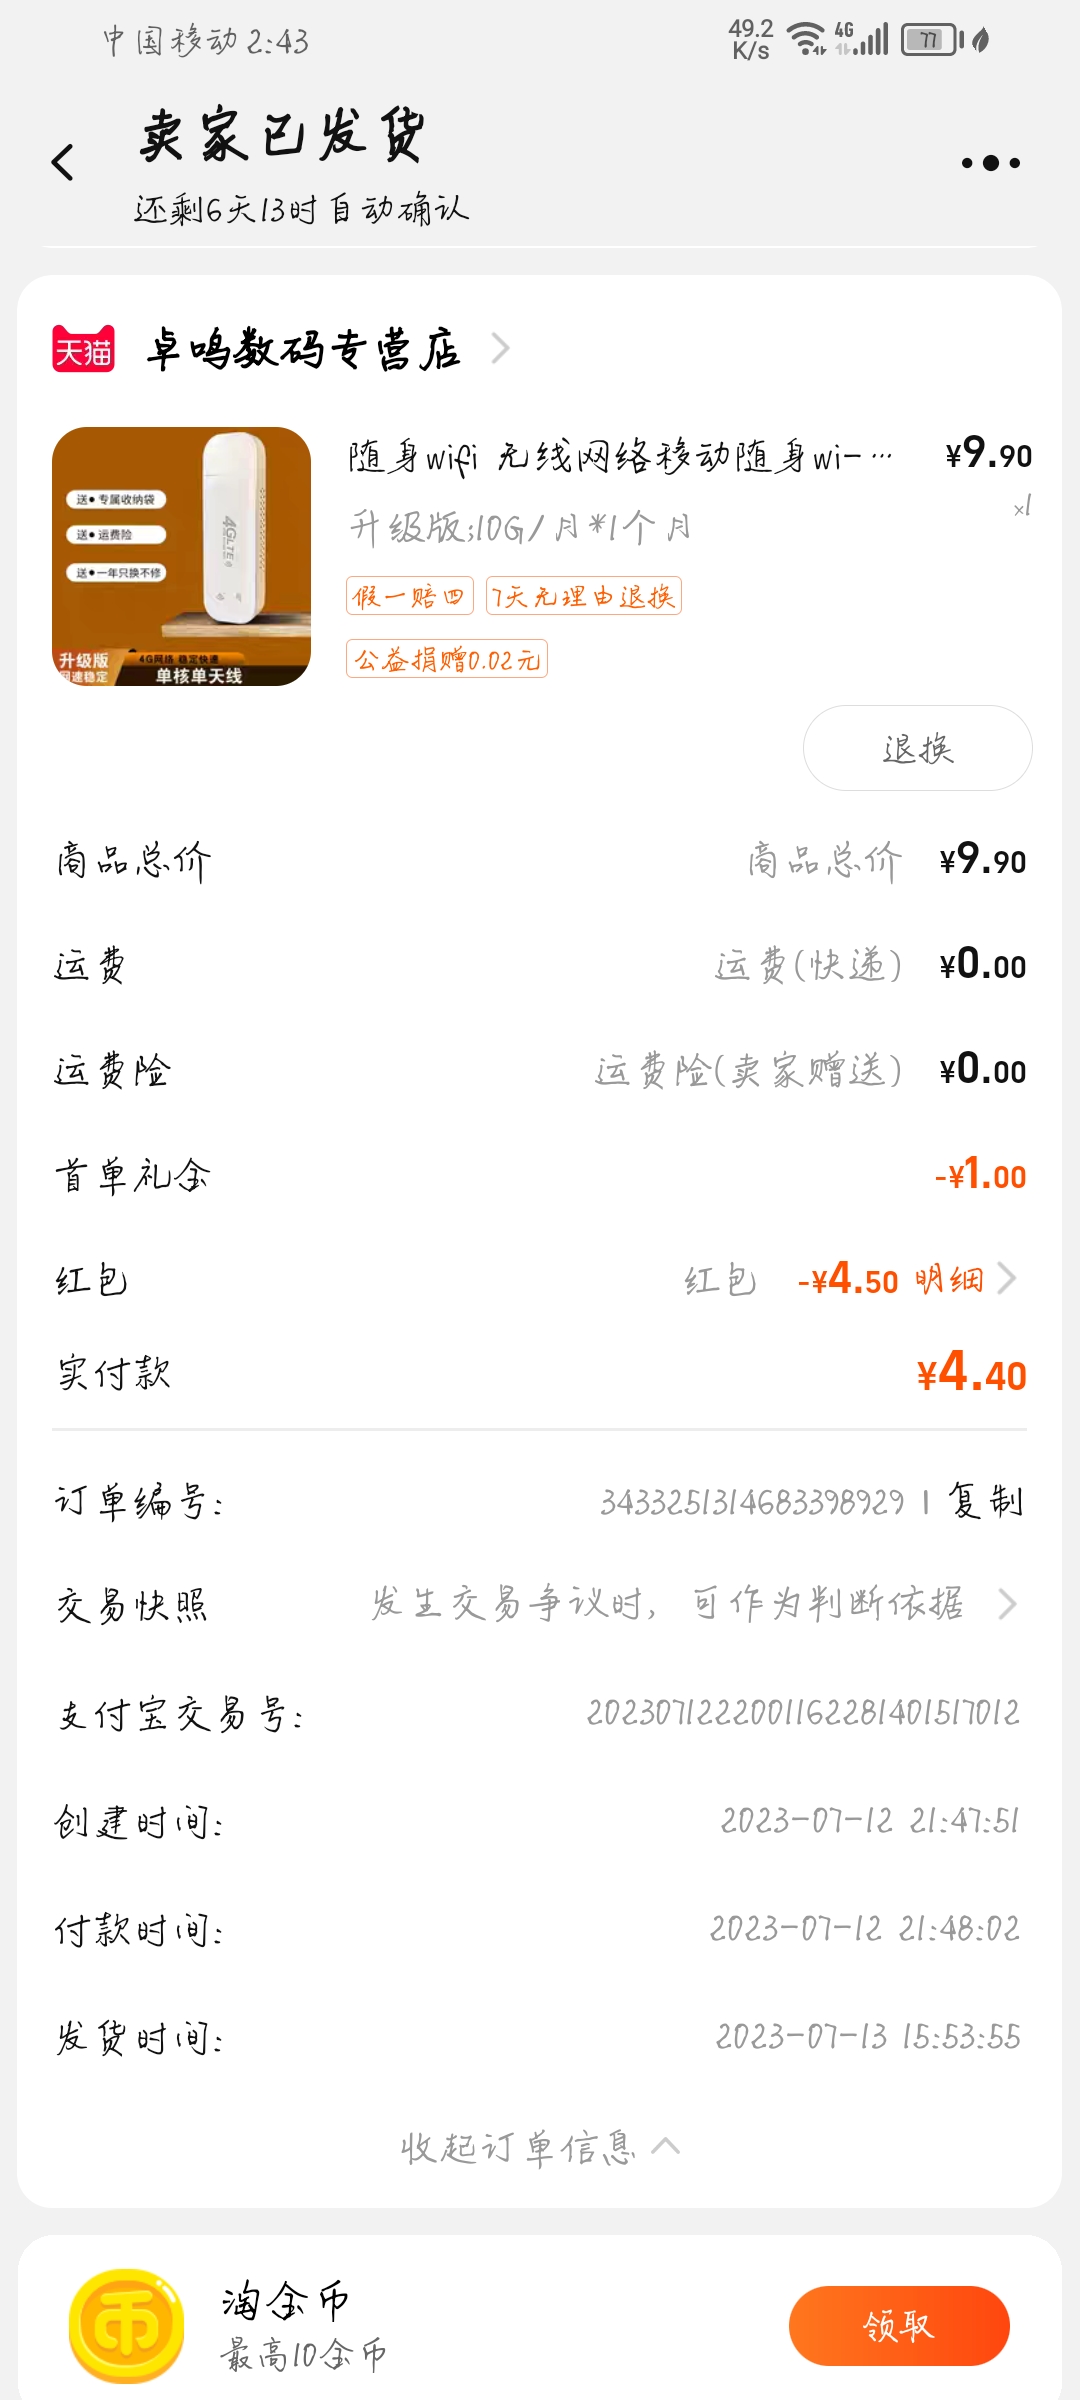 中国移动 2:43
49.2 K/s 4G 77
卖家已发货
还剩6天13时自动确认
天猫 卓鸣数码专营店
送●专属收纳袋
送●运费险
送●一年只换不修
4GLTE
升级版 4G网络 稳定快速
网速稳定 单核单天线
随身wifi 无线网络移动随身wi-… ¥9.90
升级版;10G/月*1个月 ×1
假一赔四 7天无理由退换
公益捐赠0.02元
退换
商品总价 商品总价 ¥9.90
运费 运费(快递) ¥0.00
运费险 运费险(卖家赠送) ¥0.00
首单礼金 -¥1.00
红包 红包 -¥4.50 明细
实付款 ¥4.40
订单编号: 3433251314683398929 | 复制
交易快照 发生交易争议时, 可作为判断依据
支付宝交易号: 2023071222001162281401517012
创建时间: 2023-07-12 21:47:51
付款时间: 2023-07-12 21:48:02
发货时间: 2023-07-13 15:53:55
收起订单信息
币 淘金币
最高10金币
领取